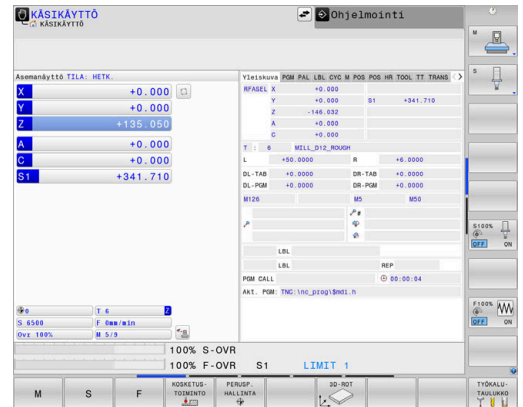 KÄSIKÄYTTÖ
KÄSIKÄYTTÖ
Ohjelmointi
Asemanäyttö TILA: HETK.
X +0.000
Y +0.000
Z +135.050
A +0.000
C +0.000
S1 +341.710
0 T 6 Z
S 6500 F 0mm/min
Ovr 100% M 5/9
Yleiskuva PGM PAL LBL CYC M POS POS HR TOOL TT TRANS
RFÄSEL X +0.000
Y +0.000 S1 +341.710
Z -146.032
A +0.000
C +0.000
T : 6 MILL_D12_ROUGH
L +50.0000 R +6.0000
DL-TAB +0.0000 DR-TAB +0.0000
DL-PGM +0.0000 DR-PGM +0.0000
M126 M5 M50
P #
P
LBL
LBL REP
PGM CALL 00:00:04
Akt. PGM: TNC:\nc_prog\$mdi.h
100% S-OVR
100% F-OVR S1 LIMIT 1
M
S
F
KOSKETUS-
TOIMINTO
PERUSP.
HALLINTA
3D-ROT
TYÖKALU-
TAULUKKO
M
S
S100%
OFF ON
F100%
OFF ON